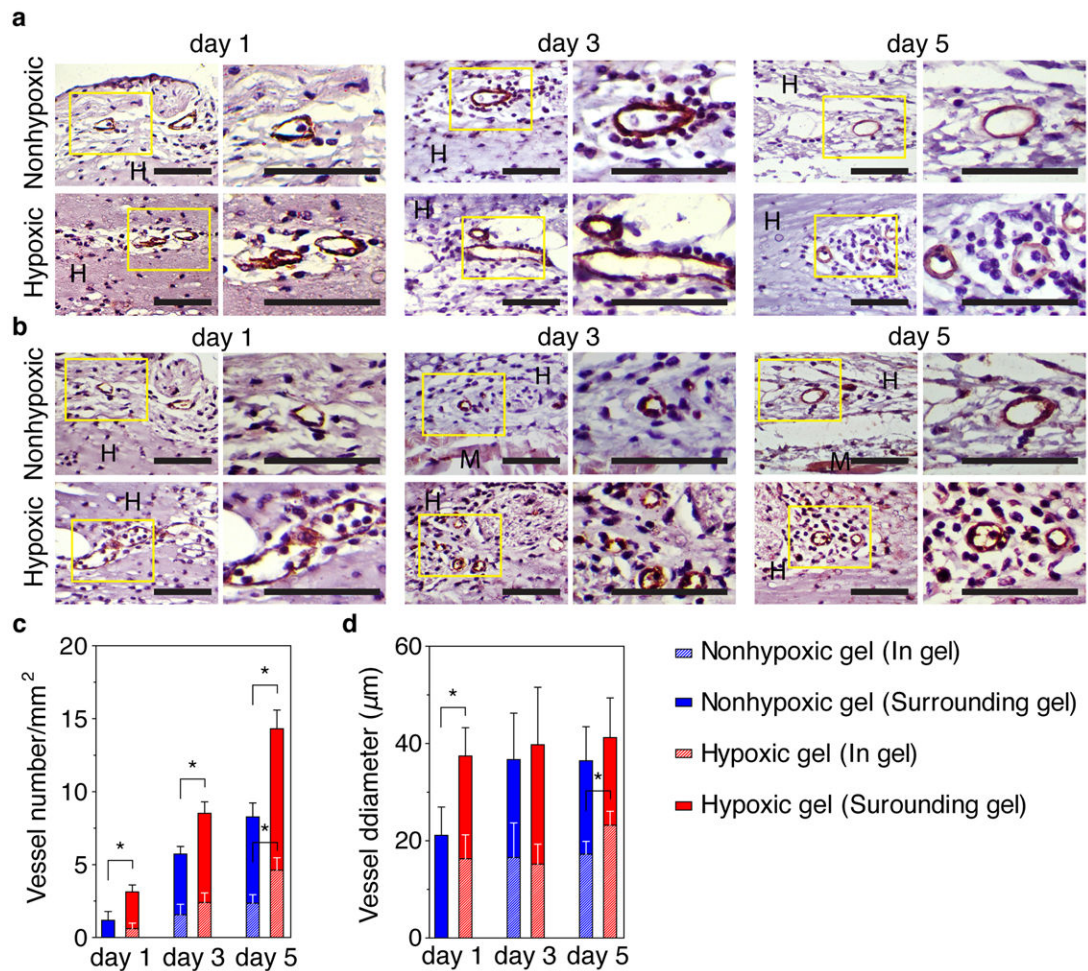 a
day 1 day 3 day 5
Nonhypoxic
H H H
Hypoxic
H H H
b
day 1 day 3 day 5
Nonhypoxic
H H M H M
Hypoxic
H H H
c
Vessel number/mm²
20
15
10
5
0
* * * *
day 1 day 3 day 5
d
Vessel ddiameter (µm)
60
40
20
0
* *
day 1 day 3 day 5
Nonhypoxic gel (In gel)
Nonhypoxic gel (Surrounding gel)
Hypoxic gel (In gel)
Hypoxic gel (Surounding gel)